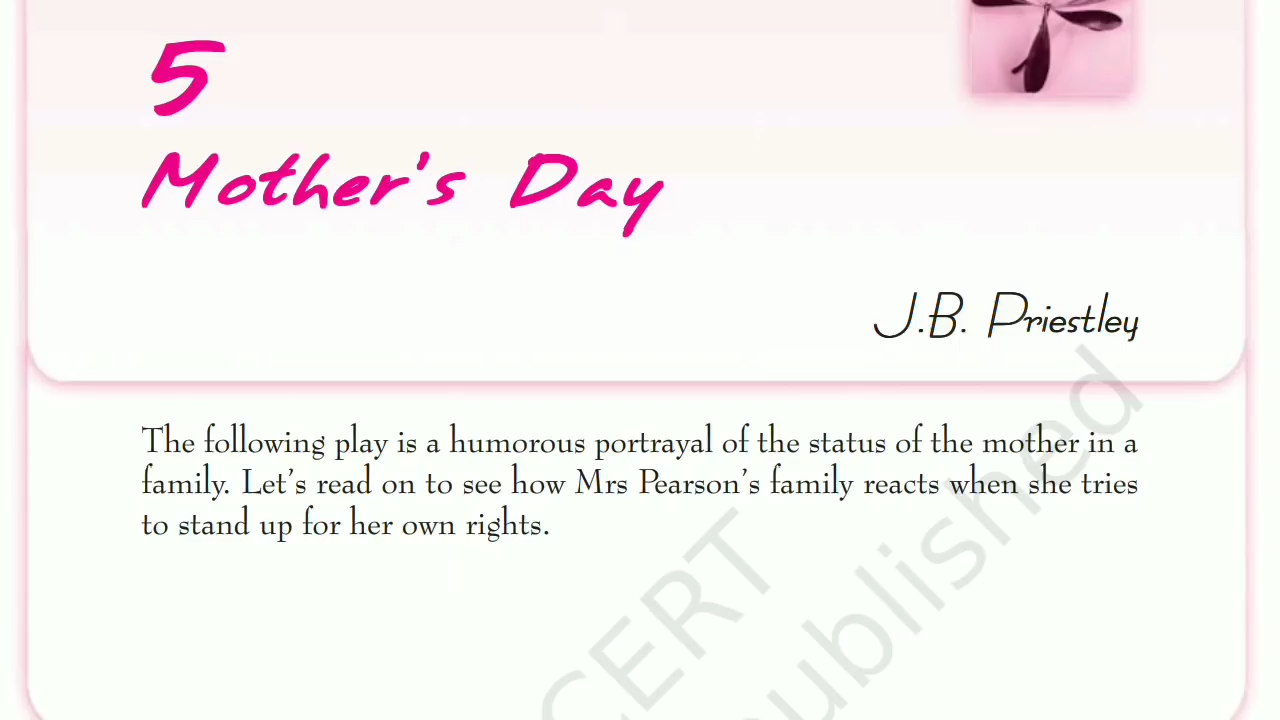 5
Mother's Day
J.B. Priestley
The following play is a humorous portrayal of the status of the mother in a
family. Let's read on to see how Mrs Pearson's family reacts when she tries
to stand up for her own rights.
CERT
ublished